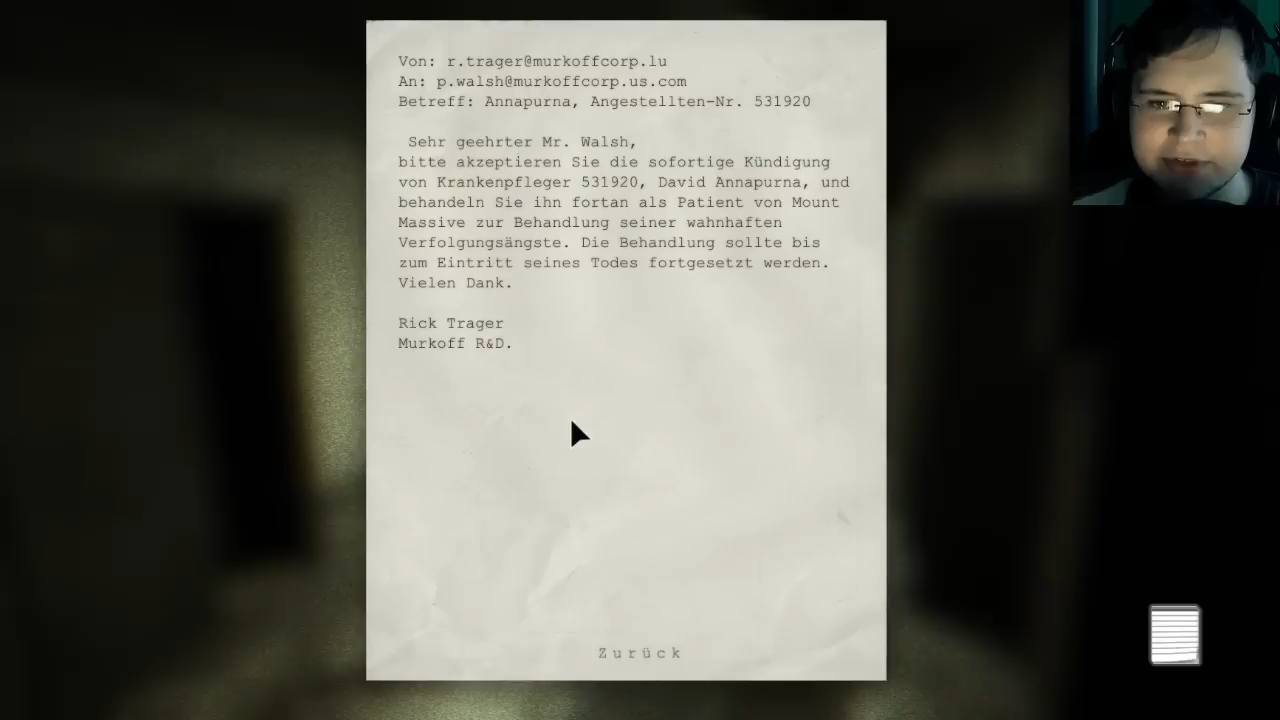 Von: r.trager@murkoffcorp.lu
An: p.walsh@murkoffcorp.us.com
Betreff: Annapurna, Angestellten-Nr. 531920
Sehr geehrter Mr. Walsh,
bitte akzeptieren Sie die sofortige Kündigung
von Krankenpfleger 531920, David Annapurna, und
behandeln Sie ihn fortan als Patient von Mount
Massive zur Behandlung seiner wahnhaften
Verfolgungsängste. Die Behandlung sollte bis
zum Eintritt seines Todes fortgesetzt werden.
Vielen Dank.
Rick Trager
Murkoff R&D.
Zurück